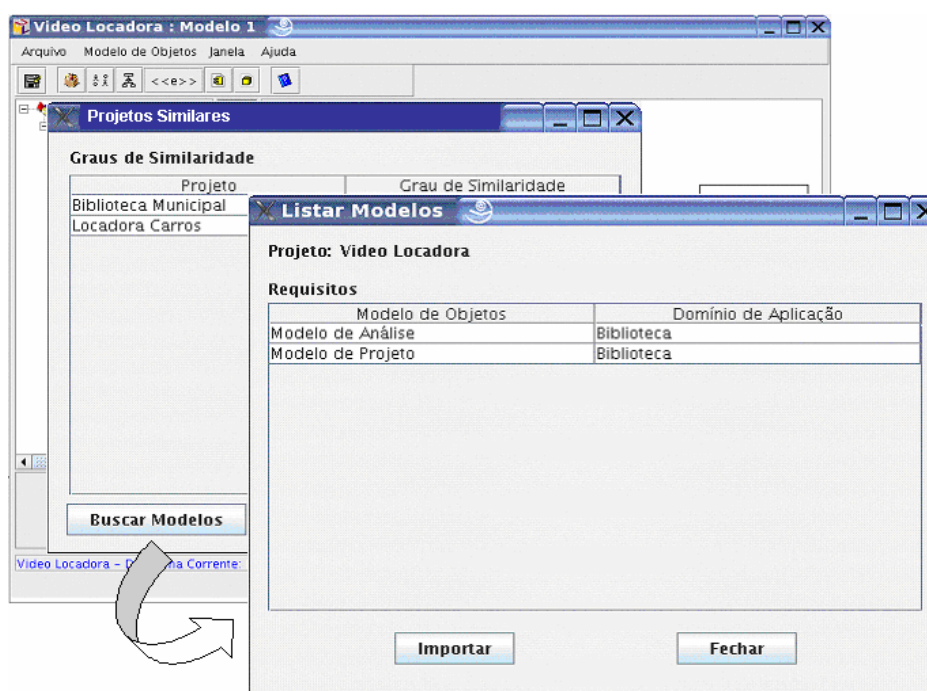 Video Locadora : Modelo 1
Arquivo Modelo de Objetos Janela Ajuda
<<e>>
Projetos Similares
Graus de Similaridade
Projeto Grau de Similaridade
Biblioteca Municipal
Locadora Carros
Buscar Modelos
Video Locadora – Corrente:
Listar Modelos
Projeto: Video Locadora
Requisitos
Modelo de Objetos Domínio de Aplicação
Modelo de Análise Biblioteca
Modelo de Projeto Biblioteca
Importar Fechar